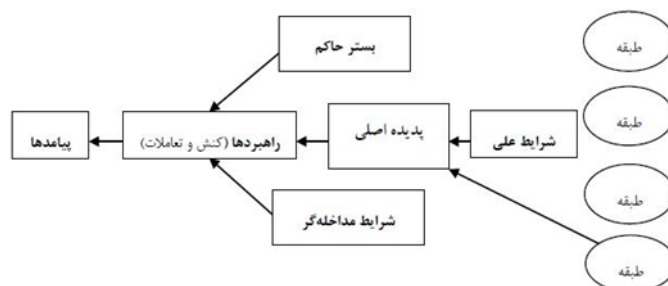 طبقه
بستر حاکم
طبقه
پدیده اصلی
شرایط علی
راهبردها (کنش و تعاملات)
پیامدها
طبقه
شرایط مداخله‌گر
طبقه